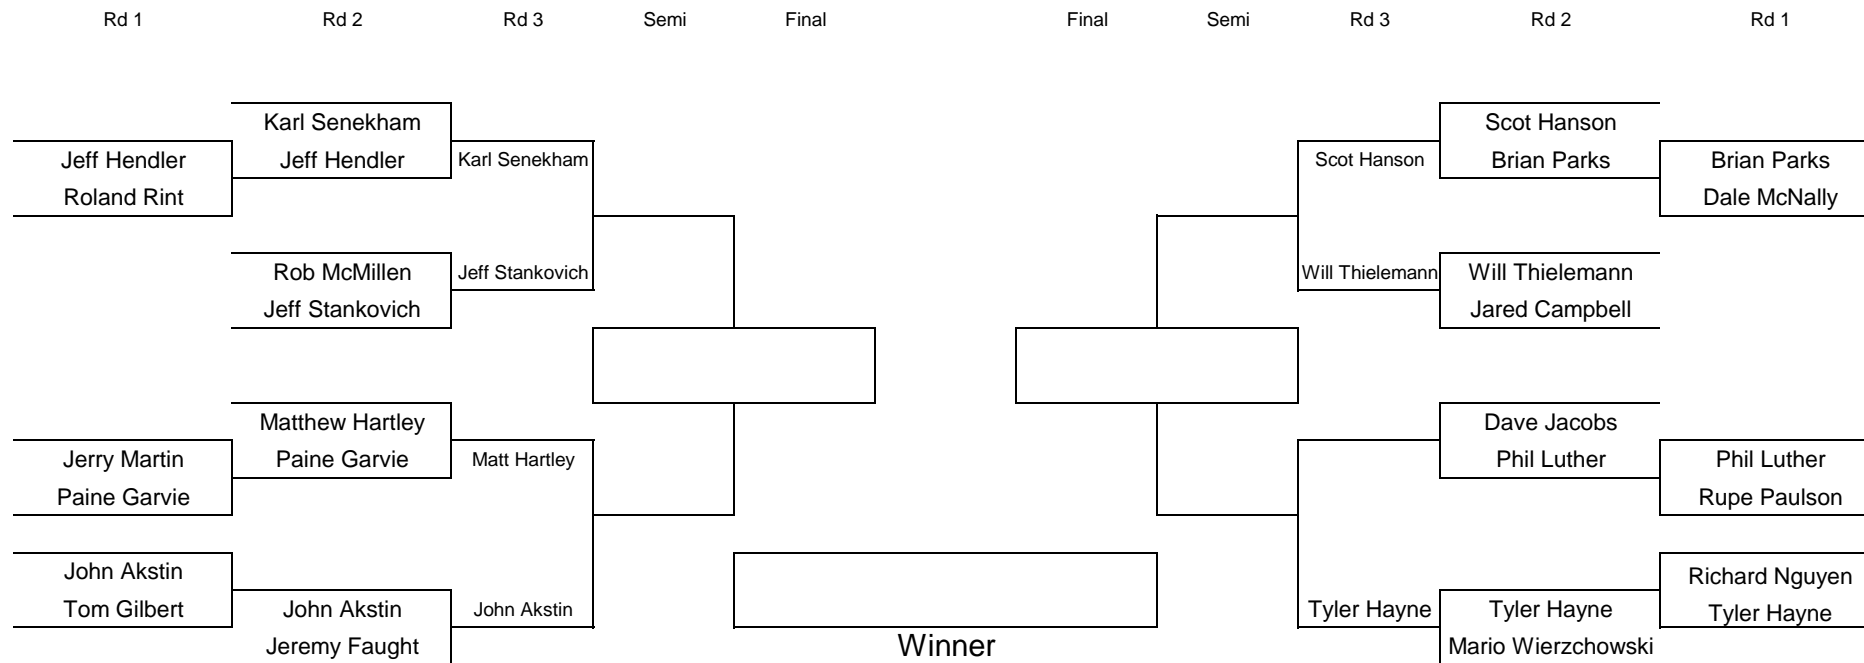 Rd 1 Rd 2 Rd 3 Semi Final Final Semi Rd 3 Rd 2 Rd 1
Karl Senekham Scot Hanson
Jeff Hendler Jeff Hendler Karl Senekham Scot Hanson Brian Parks Brian Parks
Roland Rint Dale McNally
Rob McMillen Jeff Stankovich Will Thielemann Will Thielemann
Jeff Stankovich Jared Campbell
Matthew Hartley Dave Jacobs
Jerry Martin Paine Garvie Matt Hartley Phil Luther Phil Luther
Paine Garvie Rupe Paulson
John Akstin Richard Nguyen
Tom Gilbert John Akstin John Akstin Tyler Hayne Tyler Hayne Tyler Hayne
Jeremy Faught Winner Mario Wierzchowski